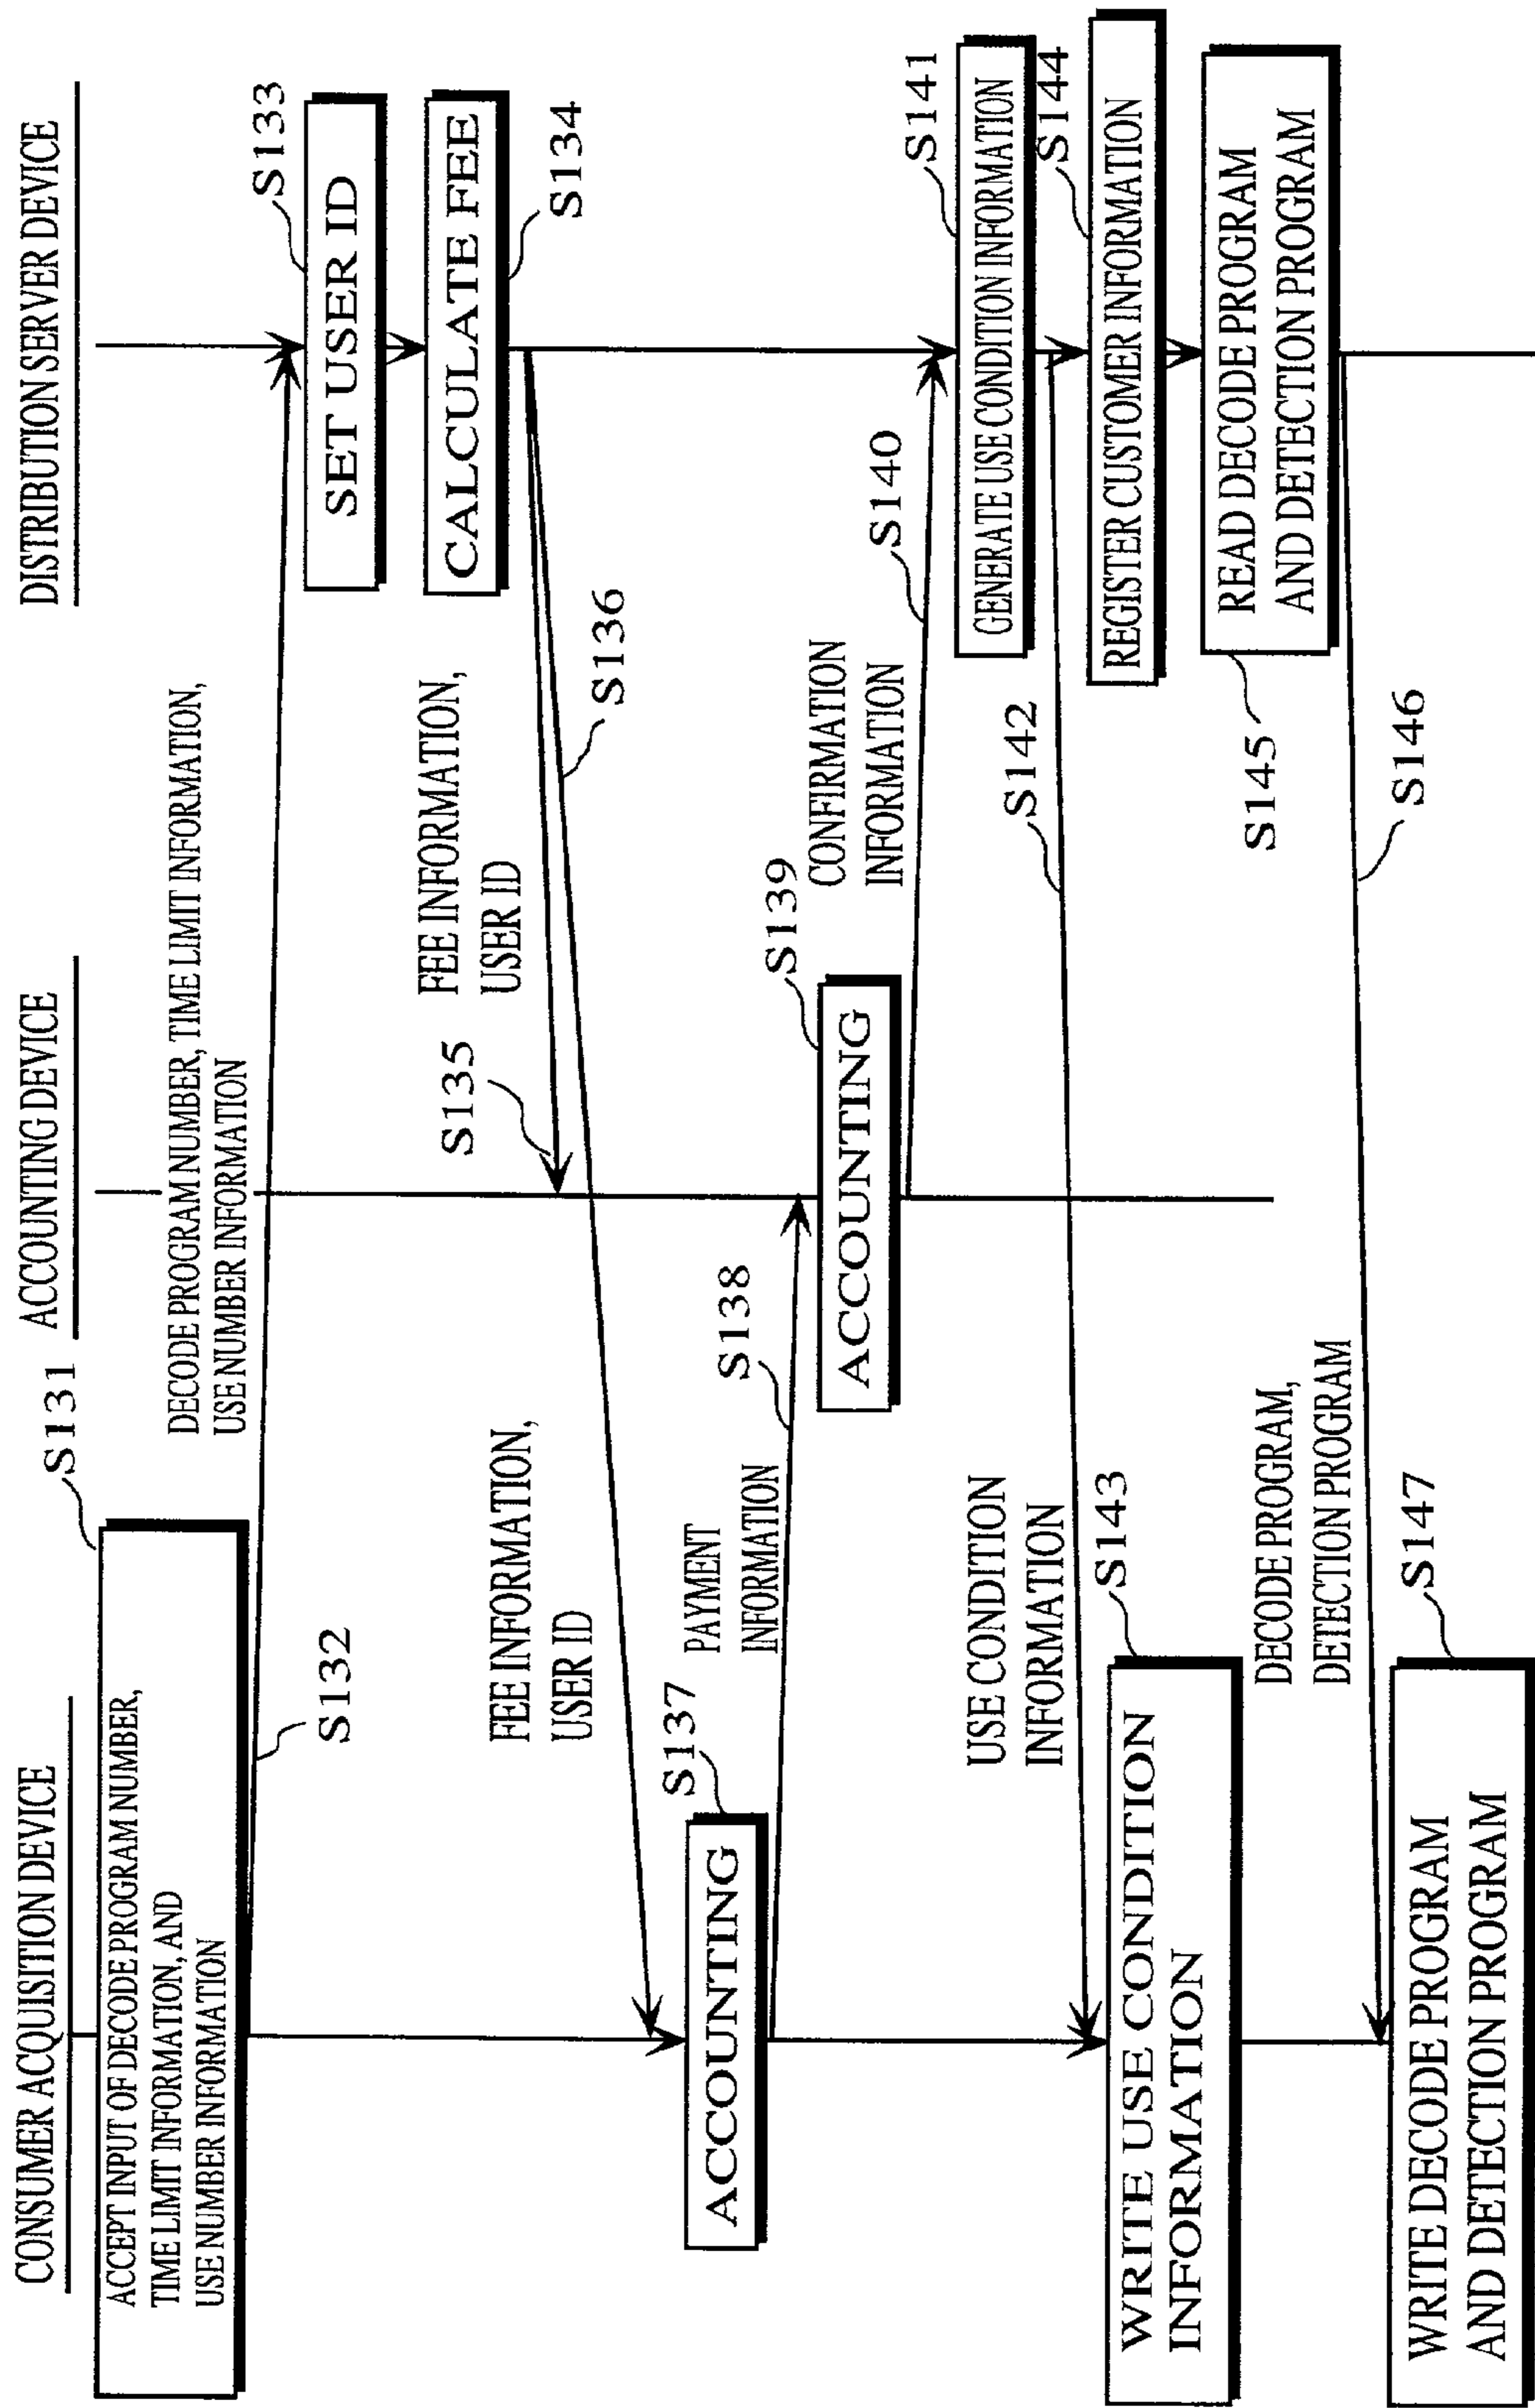 CONSUMER ACQUISITION DEVICE
ACCOUNTING DEVICE
DISTRIBUTION SERVER DEVICE
S131
ACCEPT INPUT OF DECODE PROGRAM NUMBER,
TIME LIMIT INFORMATION, AND
USE NUMBER INFORMATION
DECODE PROGRAM NUMBER, TIME LIMIT INFORMATION,
USE NUMBER INFORMATION
S132
S133
SET USER ID
CALCULATE FEE
S134
FEE INFORMATION,
USER ID
S135
S136
FEE INFORMATION,
USER ID
S137
ACCOUNTING
PAYMENT
INFORMATION
S138
S139
ACCOUNTING
CONFIRMATION
INFORMATION
S140
S141
GENERATE USE CONDITION INFORMATION
S142
USE CONDITION
INFORMATION
S143
WRITE USE CONDITION
INFORMATION
S144
REGISTER CUSTOMER INFORMATION
READ DECODE PROGRAM
AND DETECTION PROGRAM
S145
S146
DECODE PROGRAM,
DETECTION PROGRAM
S147
WRITE DECODE PROGRAM
AND DETECTION PROGRAM